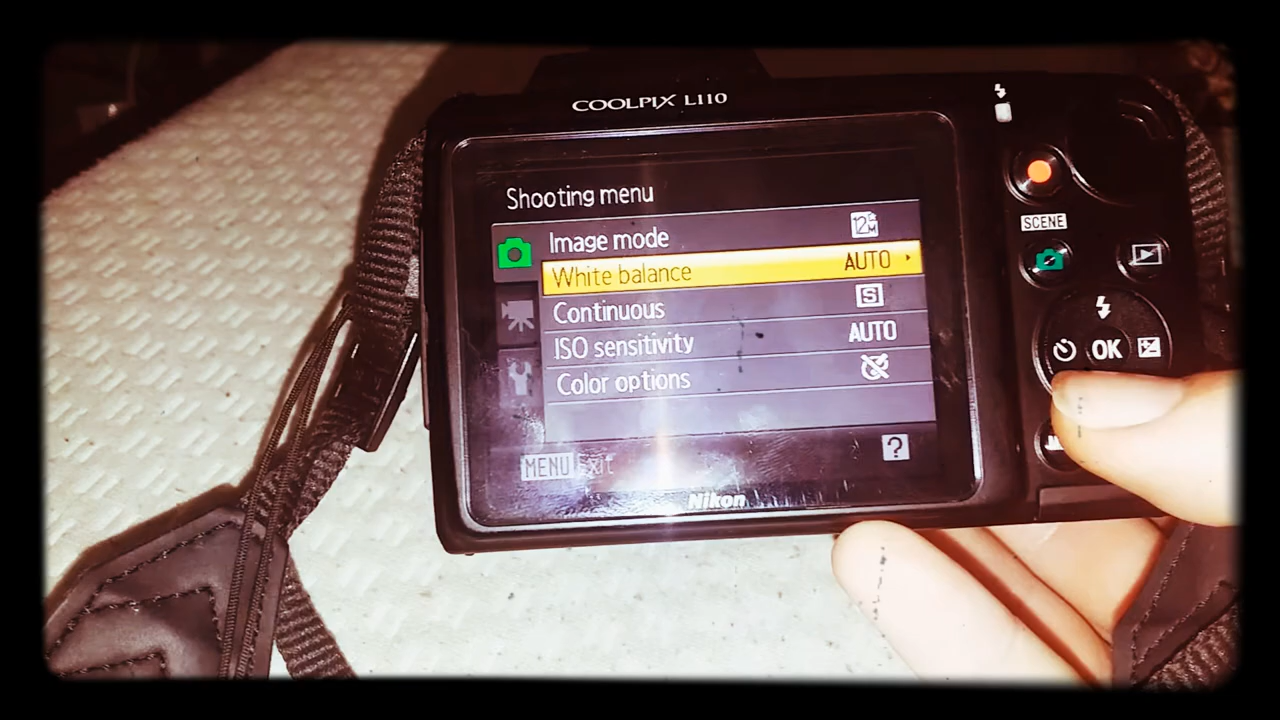 COOLPIX L110
Shooting menu
Image mode 12M
White balance AUTO
Continuous S
ISO sensitivity AUTO
Color options
MENU Exit ?
Nikon
SCENE
OK